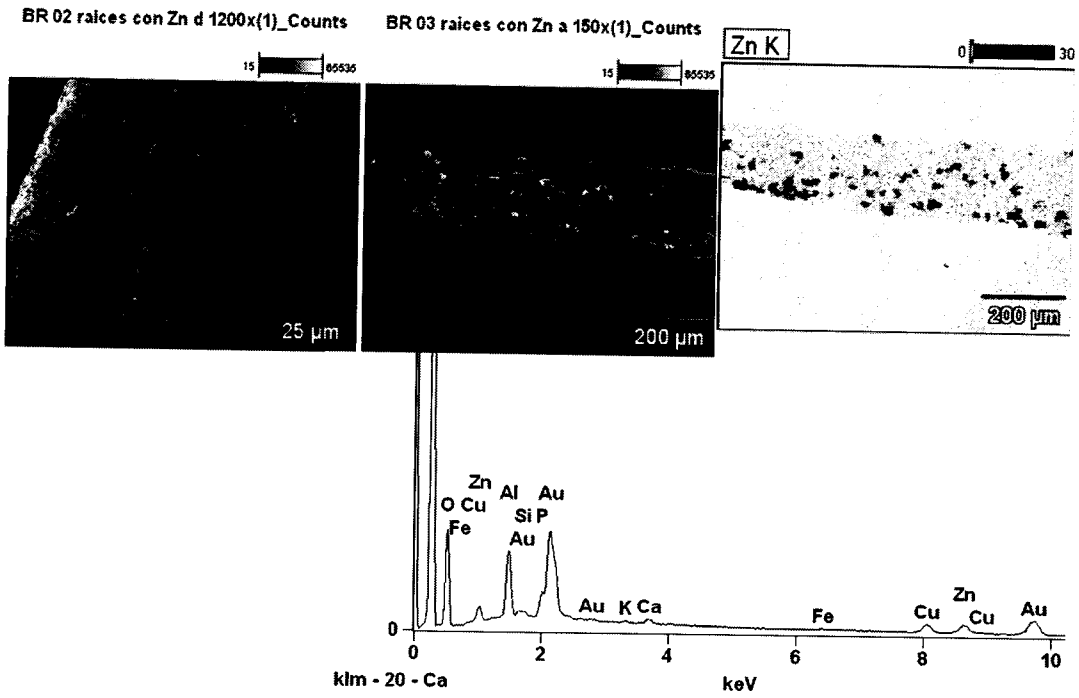 BR 02 raices con Zn d 1200x(1)_Counts
BR 03 raices con Zn a 150x(1)_Counts
Zn K
0 30
15 65535
15 65535
25 µm
200 µm
200 µm
Zn
Al
Au
O Cu
Si P
Fe
Au
Au
K Ca
Fe
Cu
Zn
Cu
Au
0
0
2
4
6
8
10
klm - 20 - Ca
keV